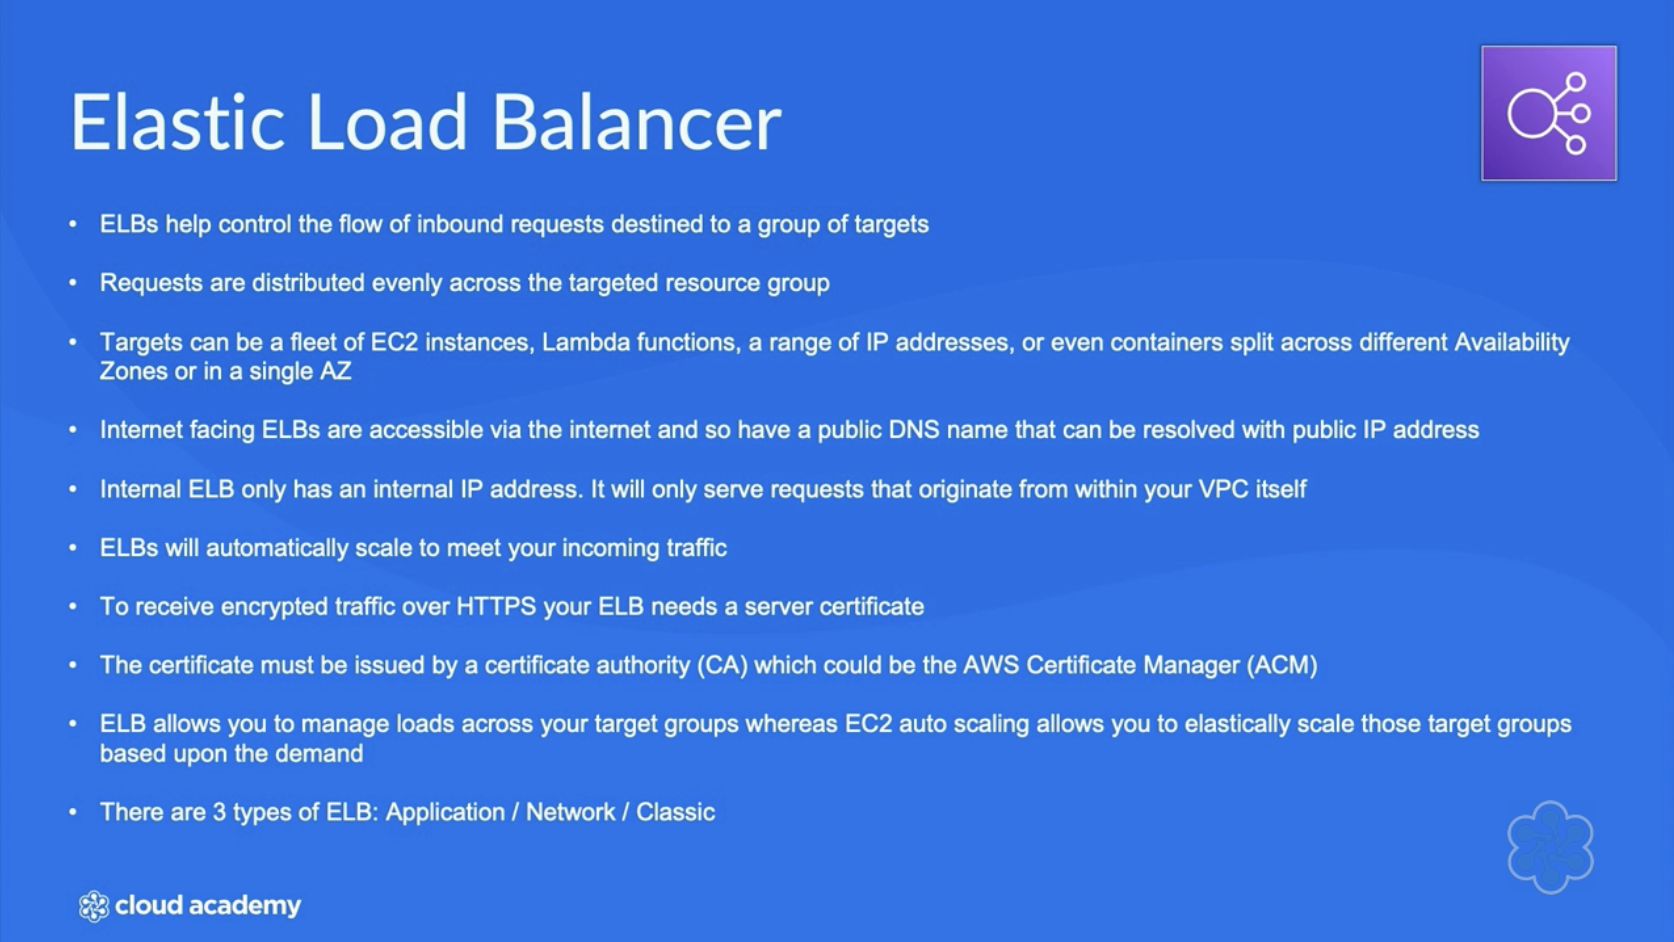 Elastic Load Balancer
• ELBs help control the flow of inbound requests destined to a group of targets
• Requests are distributed evenly across the targeted resource group
• Targets can be a fleet of EC2 instances, Lambda functions, a range of IP addresses, or even containers split across different Availability
Zones or in a single AZ
• Internet facing ELBs are accessible via the internet and so have a public DNS name that can be resolved with public IP address
• Internal ELB only has an internal IP address. It will only serve requests that originate from within your VPC itself
• ELBs will automatically scale to meet your incoming traffic
• To receive encrypted traffic over HTTPS your ELB needs a server certificate
• The certificate must be issued by a certificate authority (CA) which could be the AWS Certificate Manager (ACM)
• ELB allows you to manage loads across your target groups whereas EC2 auto scaling allows you to elastically scale those target groups
based upon the demand
• There are 3 types of ELB: Application / Network / Classic
cloud academy